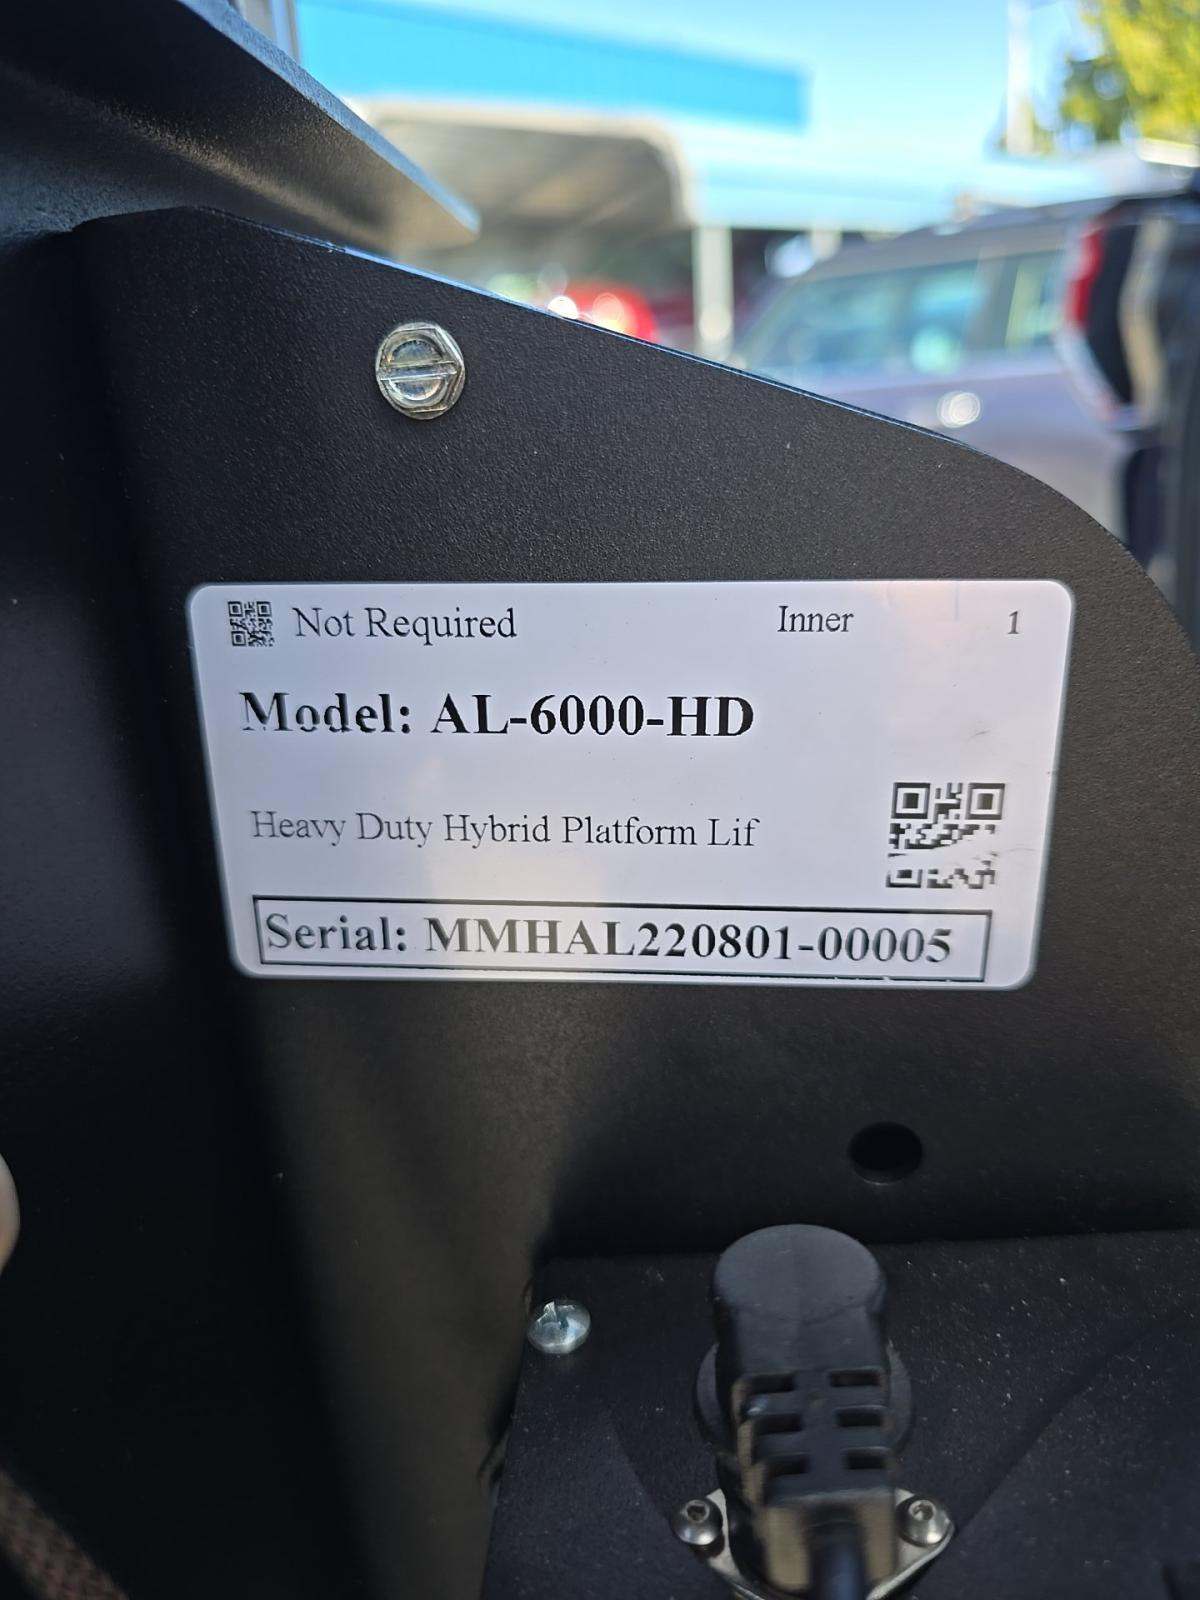 Not Required Inner 1
Model: AL-6000-HD
Heavy Duty Hybrid Platform Lif
Serial: MMHAL220801-00005